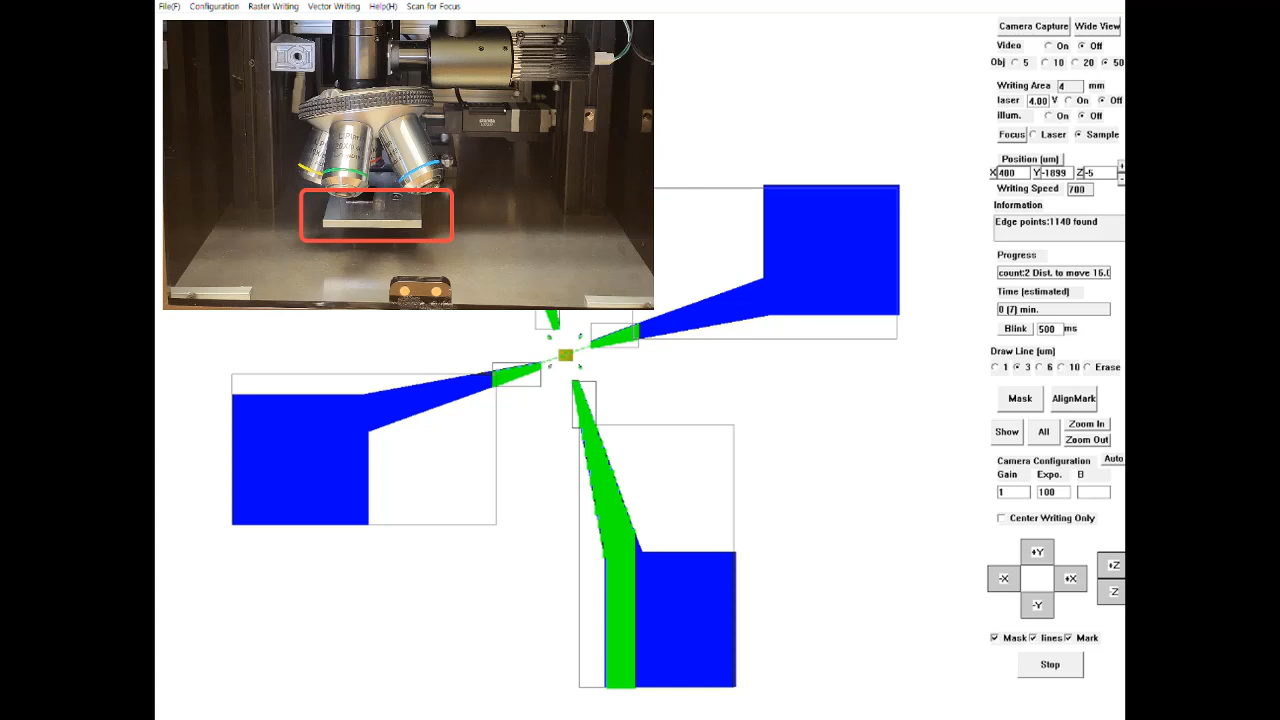 File(F) Configuration Raster Writing Vector Writing Help(H) Scan for Focus
Camera Capture Wide View
Video On Off
Obj 5 10 20 50
Writing Area 4 mm
laser 4.00 V On Off
illum. On Off
Focus Laser Sample
Position [um]
X 400 Y -1899 Z -5 +
-
Writing Speed 700
Information
Edge points:1140 found
Progress
count:2 Dist. to move 15.0
Time [estimated]
0 (7) min.
Blink 500 ms
Draw Line [um]
1 3 6 10 Erase
Mask AlignMark
Show All Zoom In
Zoom Out
Camera Configuration Auto
Gain Expo. B
1 100
Center Writing Only
+Y
-X +X +Z
-Y -Z
Mask lines Mark
Stop